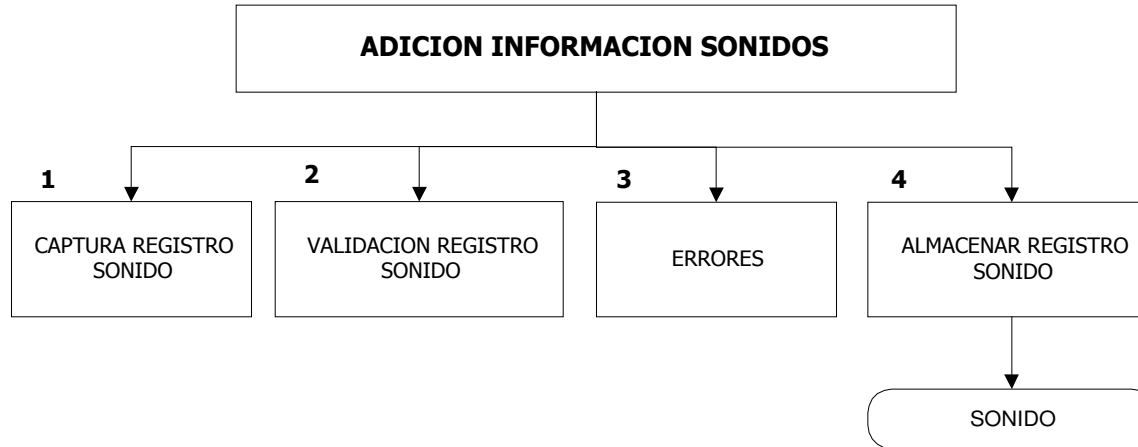 ADICION INFORMACION SONIDOS
1
CAPTURA REGISTRO
SONIDO
2
VALIDACION REGISTRO
SONIDO
3
ERRORES
4
ALMACENAR REGISTRO
SONIDO
SONIDO